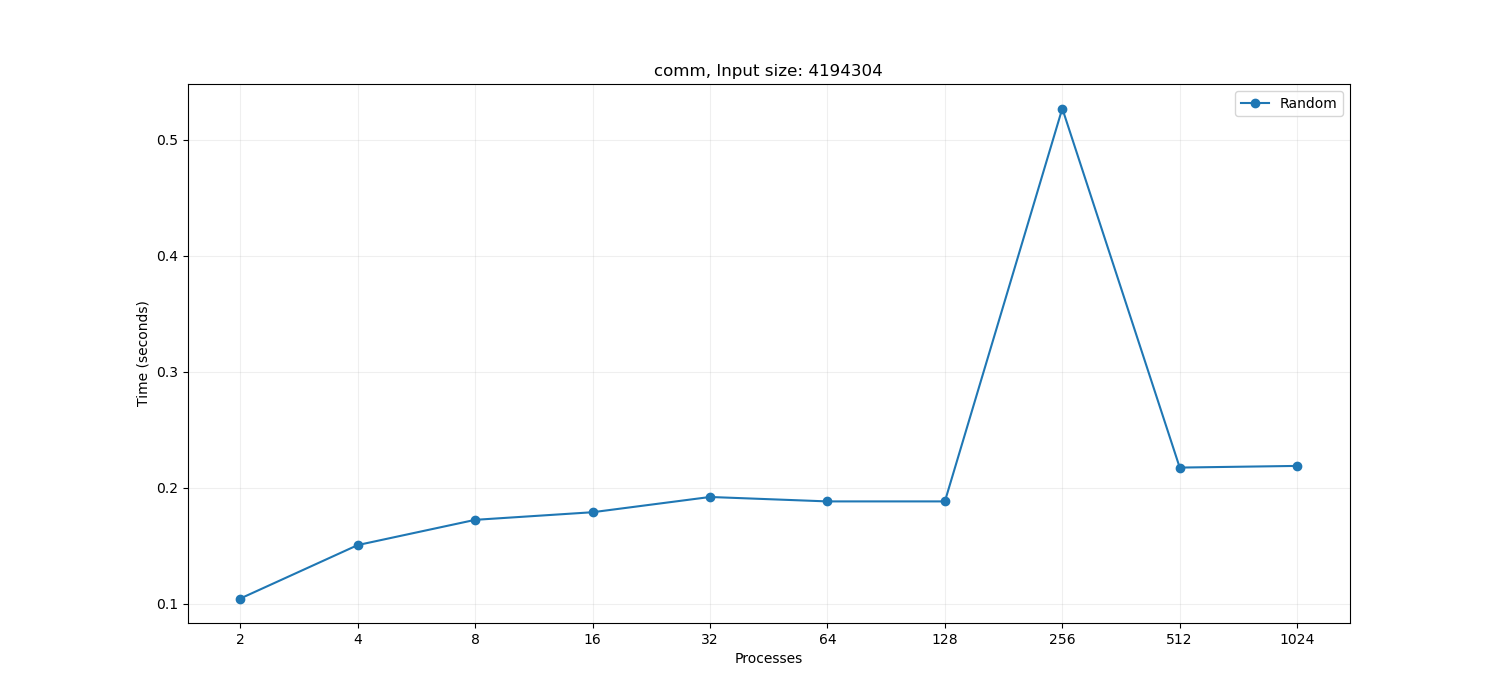 comm, Input size: 4194304
Random
0.5
0.4
0.3
0.2
0.1
Time (seconds)
2 4 8 16 32 64 128 256 512 1024
Processes